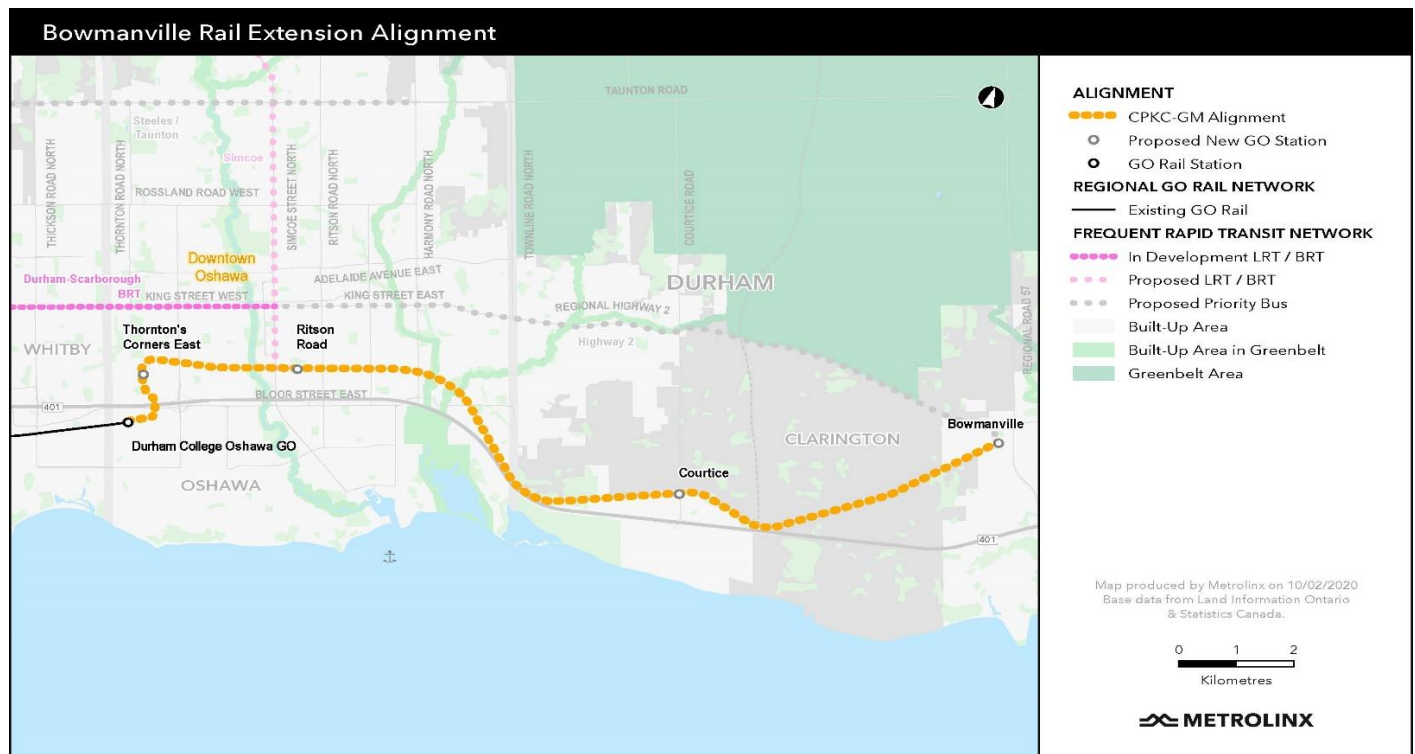 Bowmanville Rail Extension Alignment
TAUNTON ROAD
Steeles /
Taunton
Simcoe
THICKSON ROAD NORTH
THORNTON ROAD NORTH
SIMCOE STREET NORTH
RITSON ROAD NORTH
HARMONY ROAD NORTH
TOWNLINE ROAD NORTH
COURTICE ROAD
REGIONAL ROAD 57
ROSSLAND ROAD WEST
Downtown
Oshawa
ADELAIDE AVENUE EAST
Durham-Scarborough
BRT
KING STREET WEST
KING STREET EAST
DURHAM
REGIONAL HIGHWAY 2
Highway 2
Thornton's
Corners East
Ritson
Road
WHITBY
BLOOR STREET EAST
401
Durham College Oshawa GO
OSHAWA
Courtice
CLARINGTON
Bowmanville
401
ALIGNMENT
CPKC-GM Alignment
Proposed New GO Station
GO Rail Station
REGIONAL GO RAIL NETWORK
Existing GO Rail
FREQUENT RAPID TRANSIT NETWORK
In Development LRT / BRT
Proposed LRT / BRT
Proposed Priority Bus
Built-Up Area
Built-Up Area in Greenbelt
Greenbelt Area
Map produced by Metrolinx on 10/02/2020
Base data from Land Information Ontario
& Statistics Canada.
0 1 2
Kilometres
METROLINX